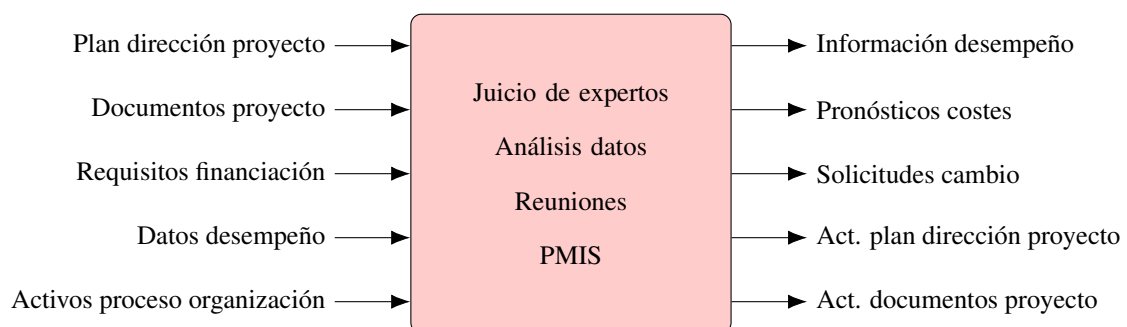 Plan dirección proyecto
Documentos proyecto
Requisitos financiación
Datos desempeño
Activos proceso organización
Juicio de expertos
Análisis datos
Reuniones
PMIS
Información desempeño
Pronósticos costes
Solicitudes cambio
Act. plan dirección proyecto
Act. documentos proyecto